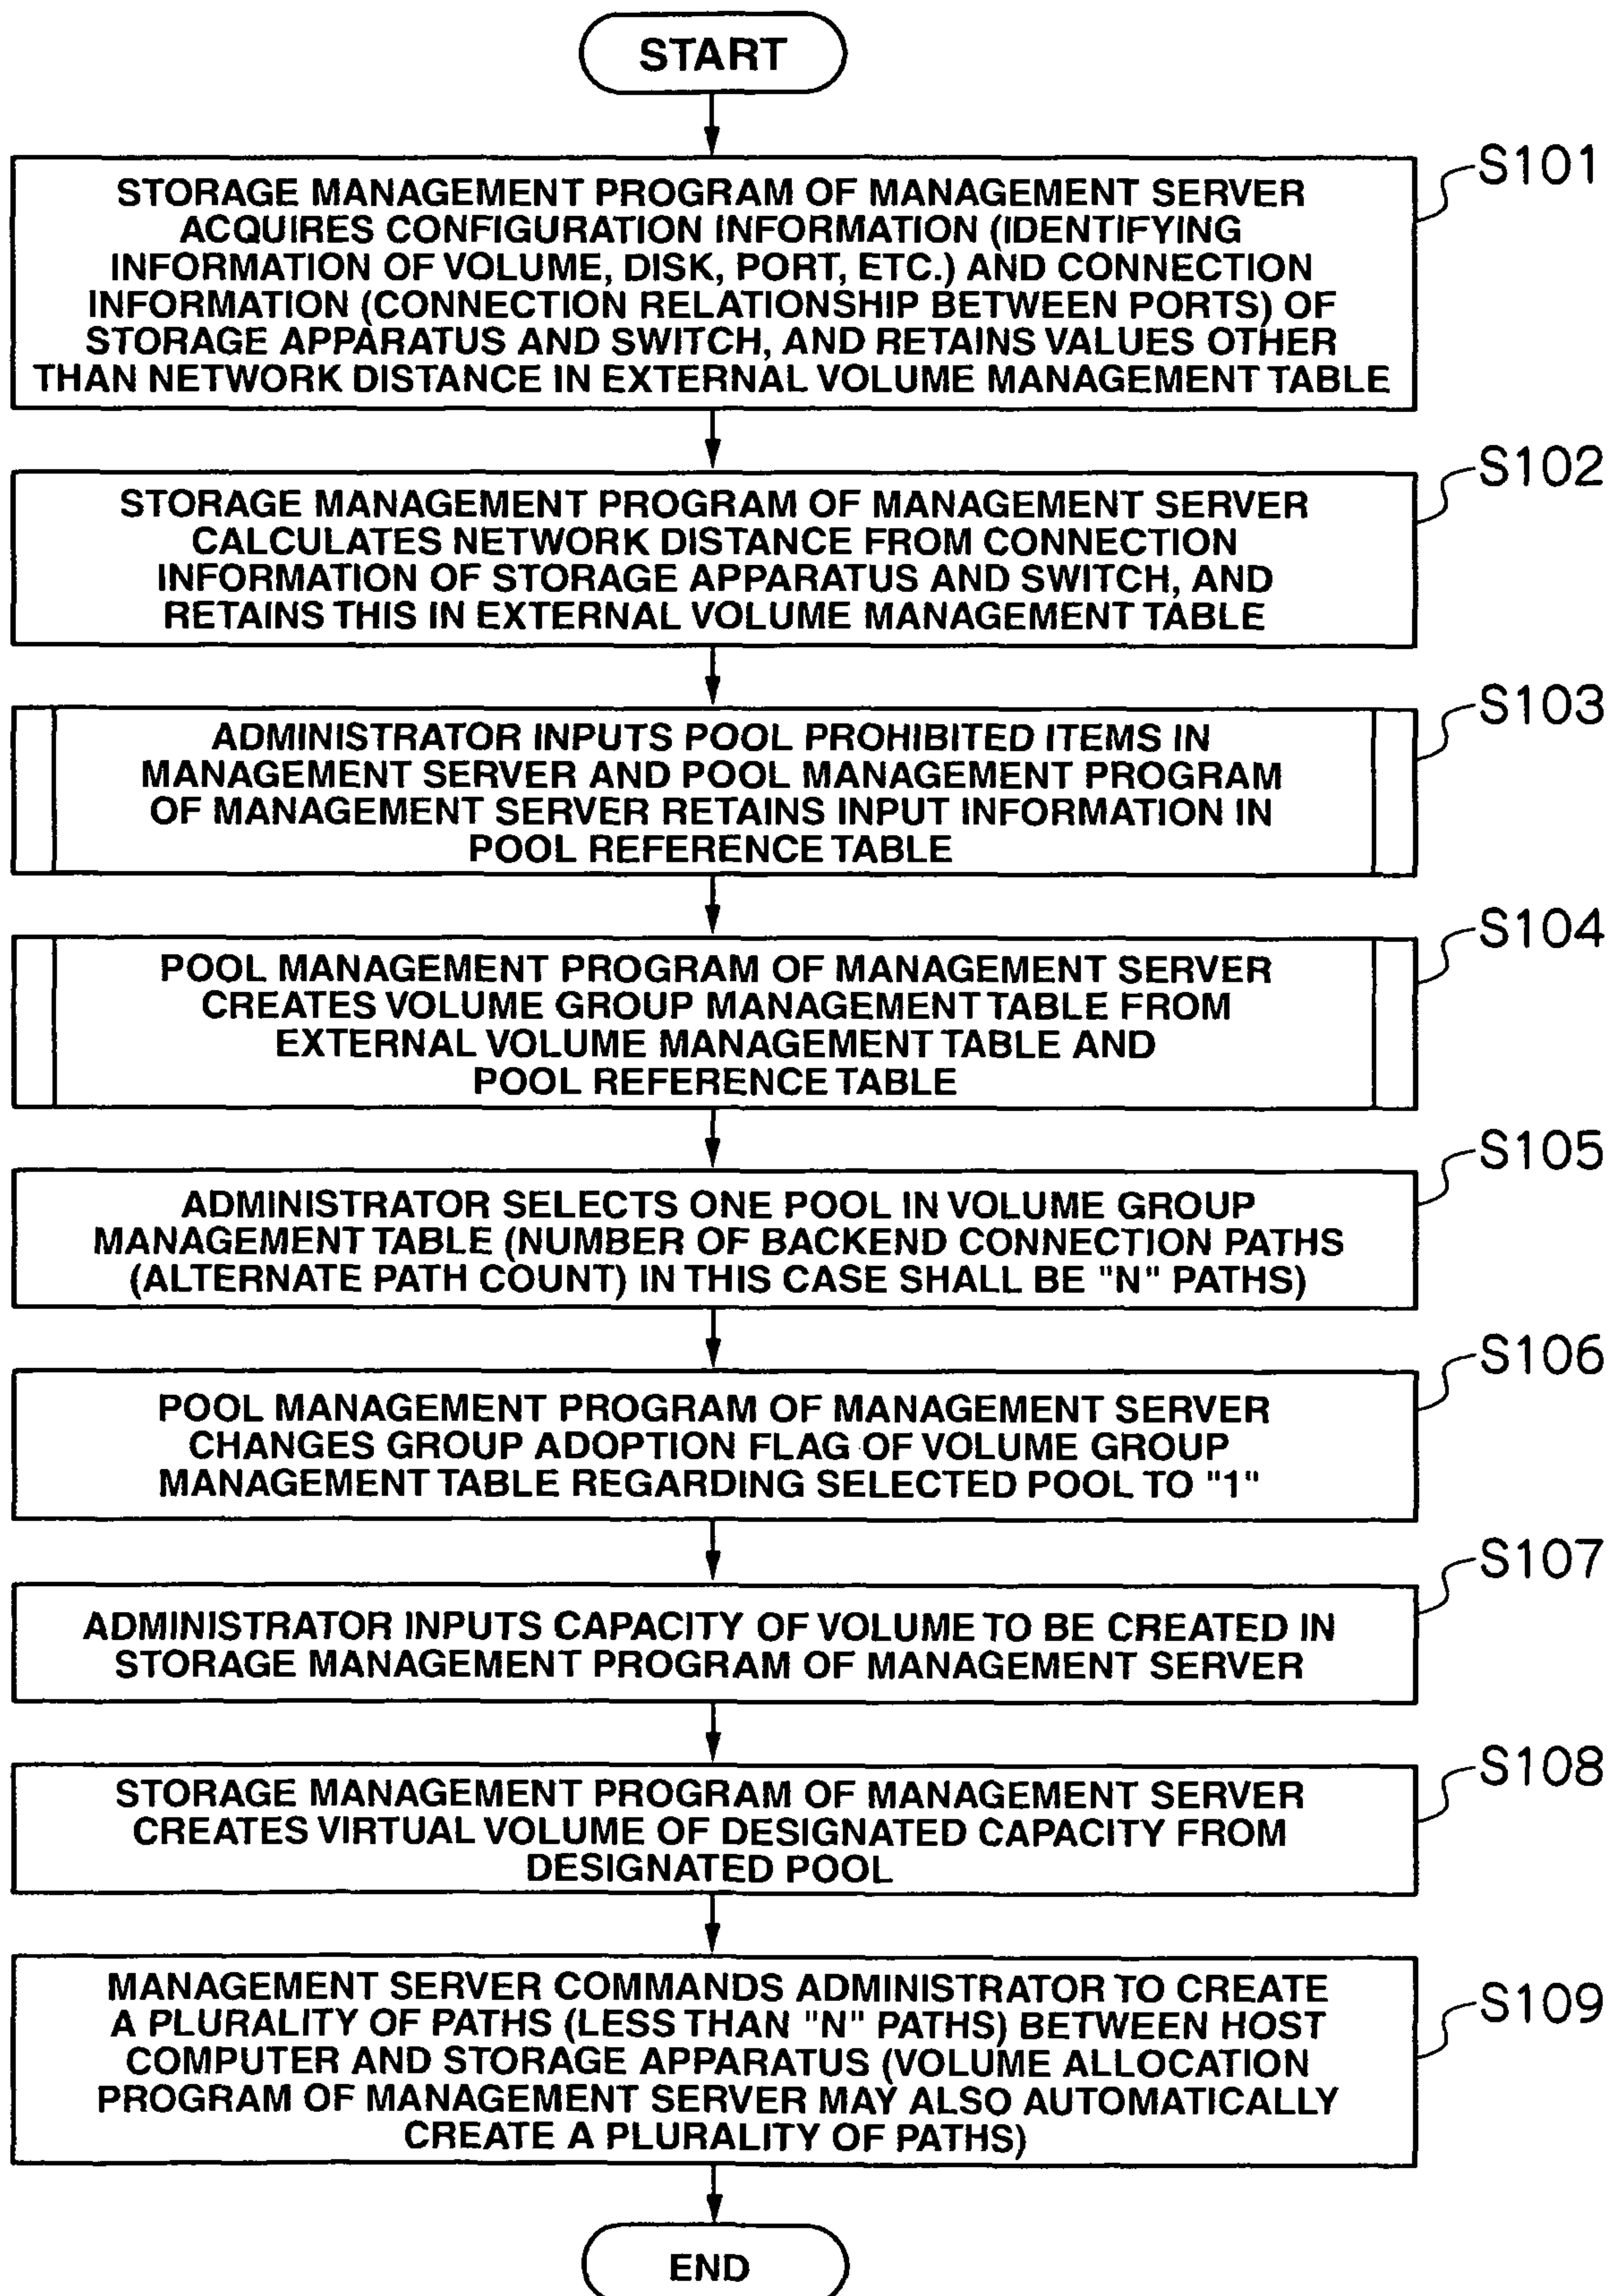 START
S101
STORAGE MANAGEMENT PROGRAM OF MANAGEMENT SERVER
ACQUIRES CONFIGURATION INFORMATION (IDENTIFYING
INFORMATION OF VOLUME, DISK, PORT, ETC.) AND CONNECTION
INFORMATION (CONNECTION RELATIONSHIP BETWEEN PORTS) OF
STORAGE APPARATUS AND SWITCH, AND RETAINS VALUES OTHER
THAN NETWORK DISTANCE IN EXTERNAL VOLUME MANAGEMENT TABLE
S102
STORAGE MANAGEMENT PROGRAM OF MANAGEMENT SERVER
CALCULATES NETWORK DISTANCE FROM CONNECTION
INFORMATION OF STORAGE APPARATUS AND SWITCH, AND
RETAINS THIS IN EXTERNAL VOLUME MANAGEMENT TABLE
S103
ADMINISTRATOR INPUTS POOL PROHIBITED ITEMS IN
MANAGEMENT SERVER AND POOL MANAGEMENT PROGRAM
OF MANAGEMENT SERVER RETAINS INPUT INFORMATION IN
POOL REFERENCE TABLE
S104
POOL MANAGEMENT PROGRAM OF MANAGEMENT SERVER
CREATES VOLUME GROUP MANAGEMENT TABLE FROM
EXTERNAL VOLUME MANAGEMENT TABLE AND
POOL REFERENCE TABLE
S105
ADMINISTRATOR SELECTS ONE POOL IN VOLUME GROUP
MANAGEMENT TABLE (NUMBER OF BACKEND CONNECTION PATHS
(ALTERNATE PATH COUNT) IN THIS CASE SHALL BE "N" PATHS)
S106
POOL MANAGEMENT PROGRAM OF MANAGEMENT SERVER
CHANGES GROUP ADOPTION FLAG OF VOLUME GROUP
MANAGEMENT TABLE REGARDING SELECTED POOL TO "1"
S107
ADMINISTRATOR INPUTS CAPACITY OF VOLUME TO BE CREATED IN
STORAGE MANAGEMENT PROGRAM OF MANAGEMENT SERVER
S108
STORAGE MANAGEMENT PROGRAM OF MANAGEMENT SERVER
CREATES VIRTUAL VOLUME OF DESIGNATED CAPACITY FROM
DESIGNATED POOL
S109
MANAGEMENT SERVER COMMANDS ADMINISTRATOR TO CREATE
A PLURALITY OF PATHS (LESS THAN "N" PATHS) BETWEEN HOST
COMPUTER AND STORAGE APPARATUS (VOLUME ALLOCATION
PROGRAM OF MANAGEMENT SERVER MAY ALSO AUTOMATICALLY
CREATE A PLURALITY OF PATHS)
END